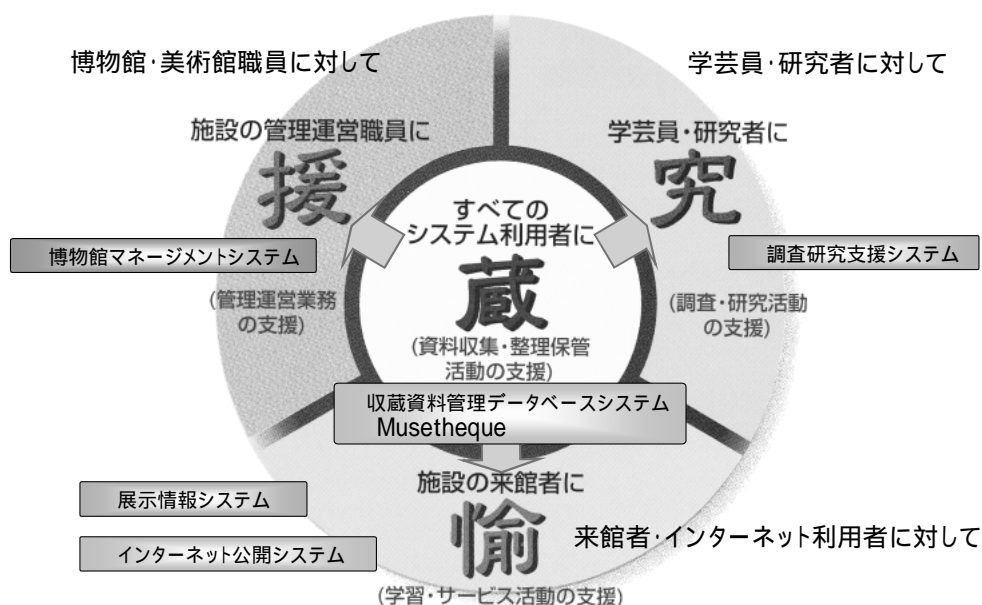 博物館・美術館職員に対して
学芸員・研究者に対して
施設の管理運営職員に
援
博物館マネージメントシステム
(管理運営業務
の支援)
学芸員・研究者に
究
調査研究支援システム
(調査・研究活動
の支援)
すべての
システム利用者に
蔵
(資料収集・整理保管
活動の支援)
収蔵資料管理データベースシステム
Musetheque
施設の来館者に
愉
(学習・サービス活動の支援)
展示情報システム
インターネット公開システム
来館者・インターネット利用者に対して